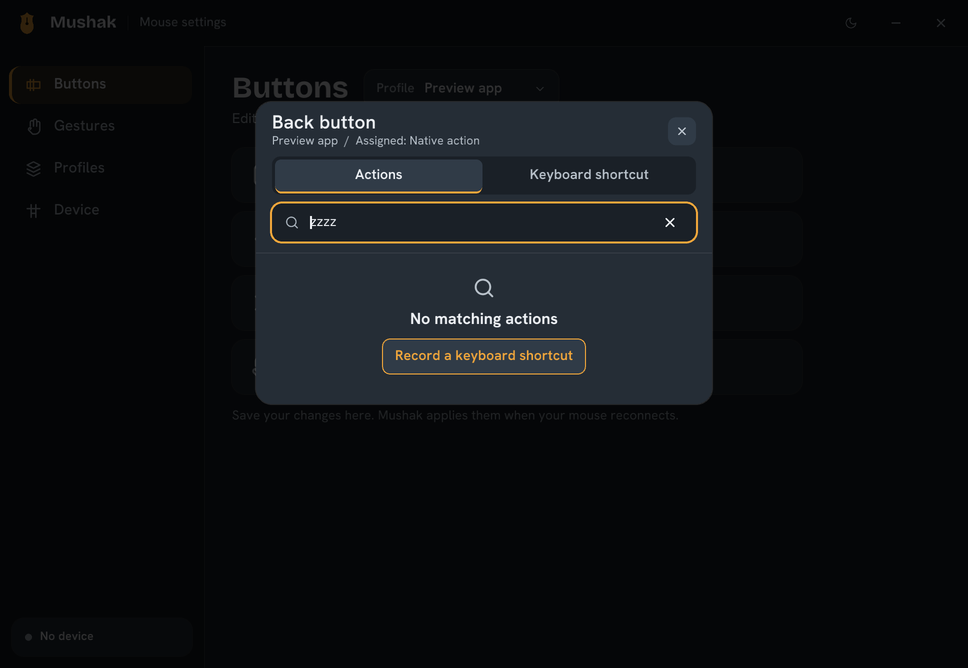 Mushak
Mouse settings
Buttons
Gestures
Profiles
Device
No device
Buttons
Profile Preview app
Back button
Preview app / Assigned: Native action
Actions
Keyboard shortcut
zzzz
No matching actions
Record a keyboard shortcut
Save your changes here. Mushak applies them when your mouse reconnects.